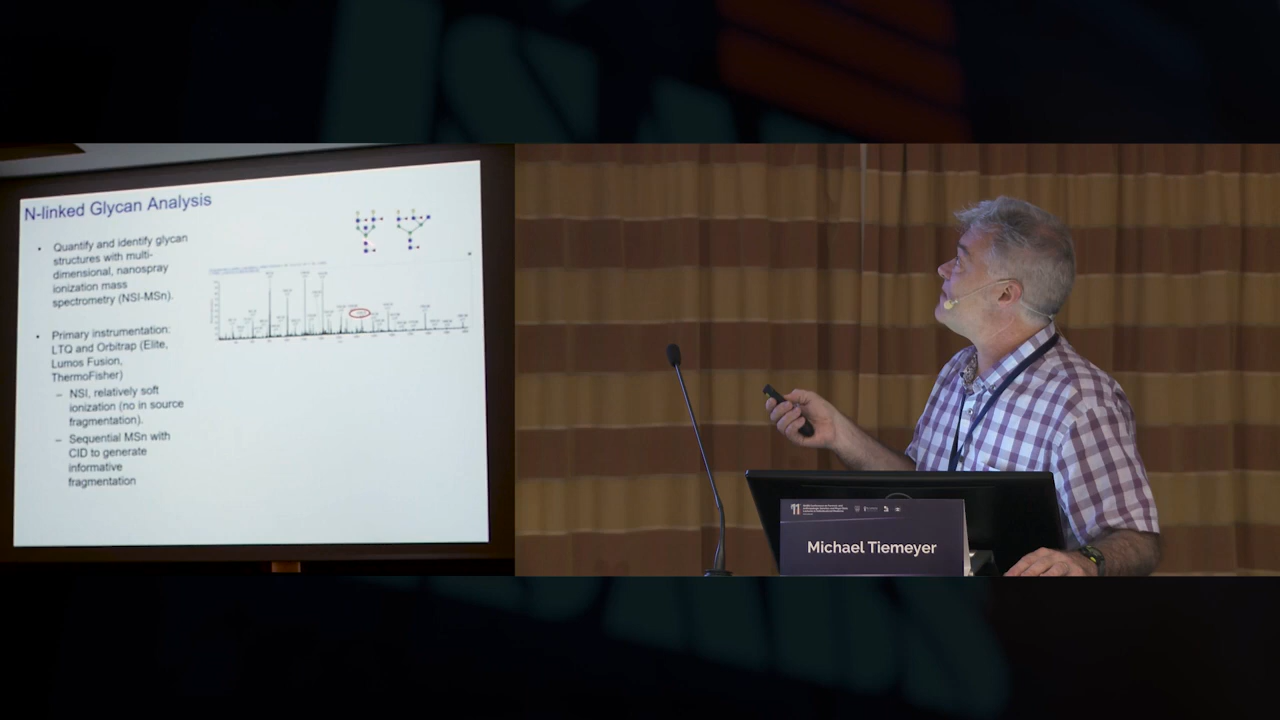 N-linked Glycan Analysis
• Quantify and identify glycan
structures with multi-
dimensional, nanospray
ionization mass
spectrometry (NSI-MSn).
• Primary instrumentation:
LTQ and Orbitrap (Elite,
Lumos Fusion,
ThermoFisher)
– NSI, relatively soft
ionization (no in source
fragmentation).
– Sequential MSn with
CID to generate
informative
fragmentation
11
Michael Tiemeyer